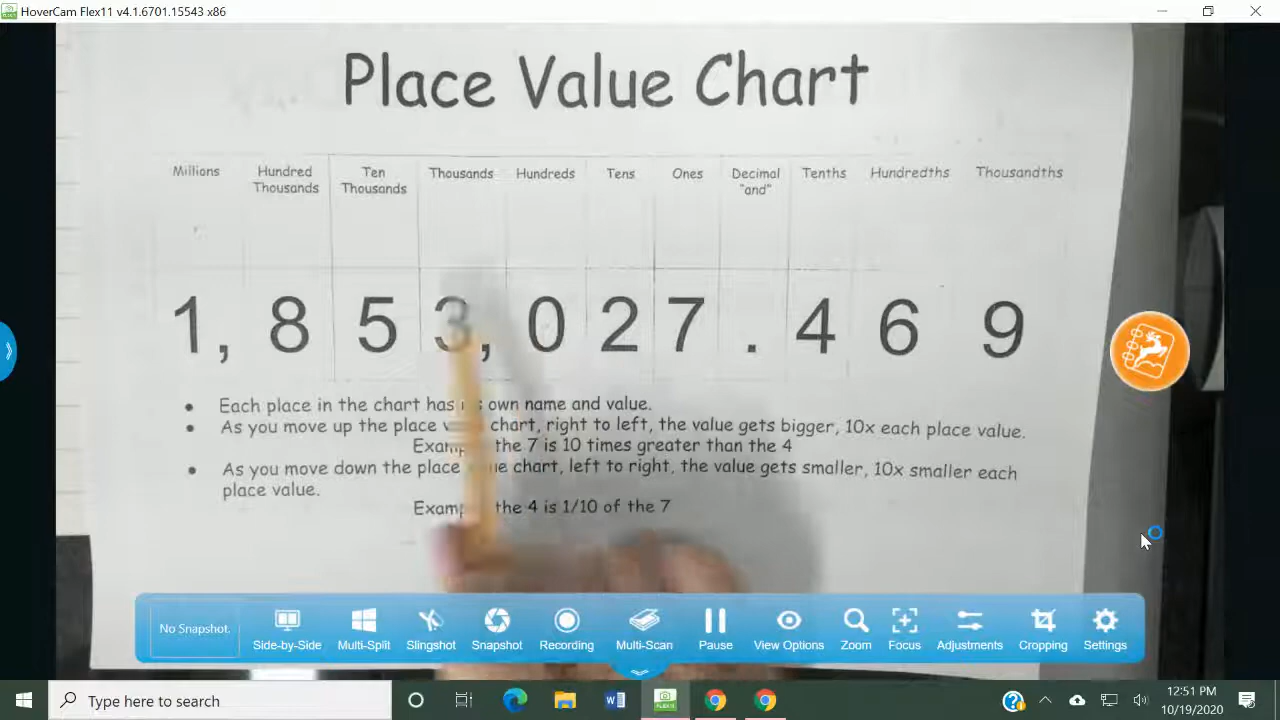 HoverCam Flex11 v4.1.6701.15543 x86
Place Value Chart
Millions Hundred Thousands Ten Thousands Thousands Hundreds Tens Ones Decimal "and" Tenths Hundredths Thousandths
1, 8 5 3, 0 2 7 . 4 6 9
• Each place in the chart has its own name and value.
• As you move up the place chart, right to left, the value gets bigger, 10x each place value.
the 7 is 10 times greater than the 4
• As you move down the place value chart, left to right, the value gets smaller, 10x smaller each
place value.
the 4 is 1/10 of the 7
No Snapshot.
Side-by-Side Multi-Split Slingshot Snapshot Recording Multi-Scan Pause View Options Zoom Focus Adjustments Cropping Settings
Type here to search
FLEX11
12:51 PM
10/19/2020